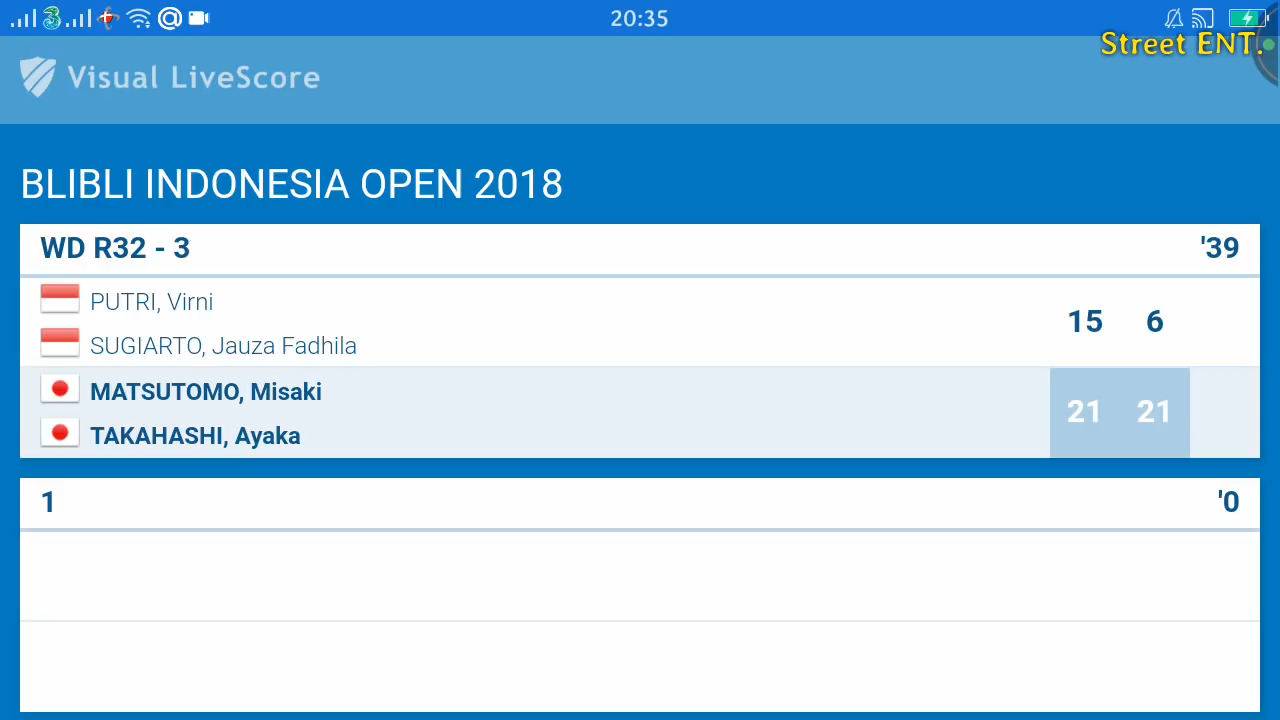 20:35
Street ENT.
Visual LiveScore
BLIBLI INDONESIA OPEN 2018
WD R32 - 3 '39
PUTRI, Virni
SUGIARTO, Jauza Fadhila
15 6
MATSUTOMO, Misaki
TAKAHASHI, Ayaka
21 21
1 '0